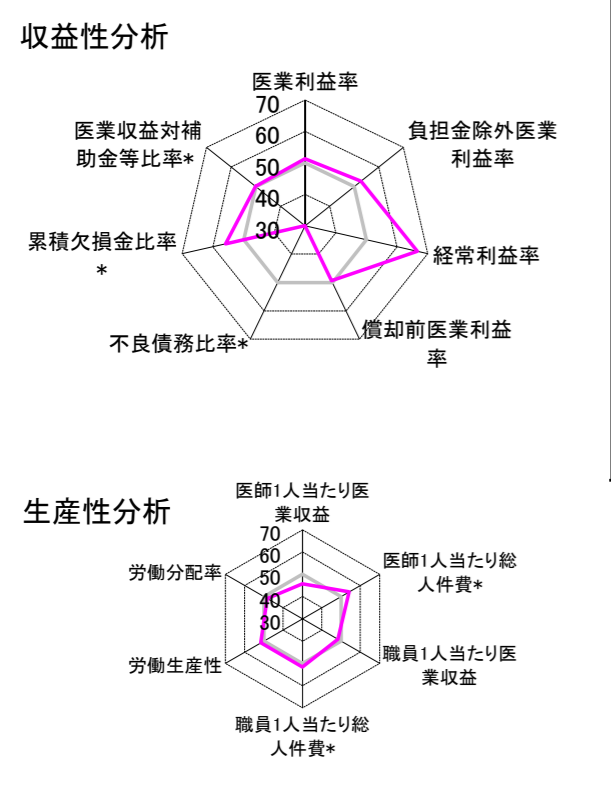 収益性分析
医業利益率
70
60
50
40
30
負担金除外医業
利益率
経常利益率
償却前医業利益
率
不良債務比率*
累積欠損金比率
*
医業収益対補
助金等比率*
生産性分析
医師1人当たり医
業収益
70
60
50
40
30
医師1人当たり総
人件費*
職員1人当たり医
業収益
職員1人当たり総
人件費*
労働生産性
労働分配率